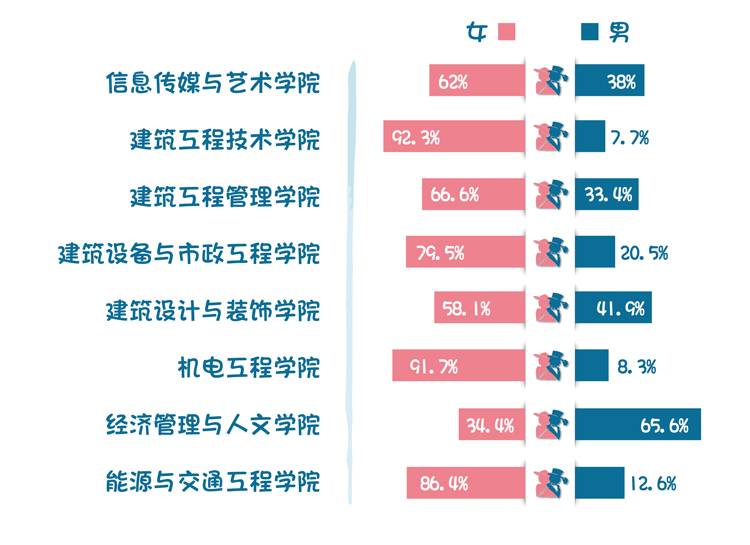 女 男
信息传媒与艺术学院 62% 38%
建筑工程技术学院 92.3% 7.7%
建筑工程管理学院 66.6% 33.4%
建筑设备与市政工程学院 79.5% 20.5%
建筑设计与装饰学院 58.1% 41.9%
机电工程学院 91.7% 8.3%
经济管理与人文学院 34.4% 65.6%
能源与交通工程学院 86.4% 12.6%